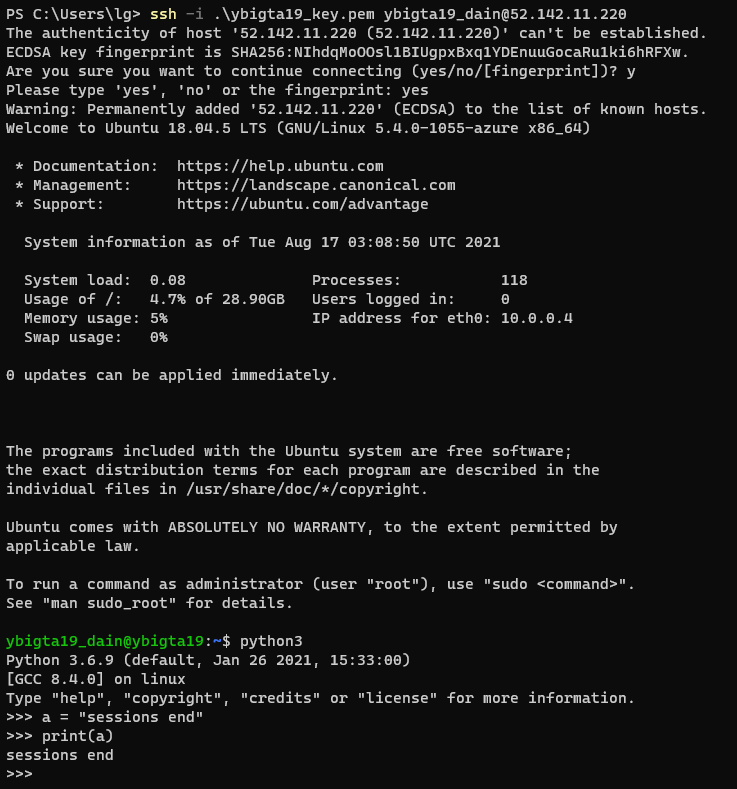 PS C:\Users\lg> ssh -i .\ybigta19_key.pem ybigta19_dain@52.142.11.220
The authenticity of host '52.142.11.220 (52.142.11.220)' can't be established.
ECDSA key fingerprint is SHA256:NIhdqMoOOsl1BIUgpxBxq1YDEnuuGocaRu1ki6hRFXw.
Are you sure you want to continue connecting (yes/no/[fingerprint])? y
Please type 'yes', 'no' or the fingerprint: yes
Warning: Permanently added '52.142.11.220' (ECDSA) to the list of known hosts.
Welcome to Ubuntu 18.04.5 LTS (GNU/Linux 5.4.0-1055-azure x86_64)
* Documentation: https://help.ubuntu.com
* Management: https://landscape.canonical.com
* Support: https://ubuntu.com/advantage
System information as of Tue Aug 17 03:08:50 UTC 2021
System load: 0.08 Processes: 118
Usage of /: 4.7% of 28.90GB Users logged in: 0
Memory usage: 5% IP address for eth0: 10.0.0.4
Swap usage: 0%
0 updates can be applied immediately.
The programs included with the Ubuntu system are free software;
the exact distribution terms for each program are described in the
individual files in /usr/share/doc/*/copyright.
Ubuntu comes with ABSOLUTELY NO WARRANTY, to the extent permitted by
applicable law.
To run a command as administrator (user "root"), use "sudo <command>".
See "man sudo_root" for details.
ybigta19_dain@ybigta19:~$ python3
Python 3.6.9 (default, Jan 26 2021, 15:33:00)
[GCC 8.4.0] on linux
Type "help", "copyright", "credits" or "license" for more information.
>>> a = "sessions end"
>>> print(a)
sessions end
>>>